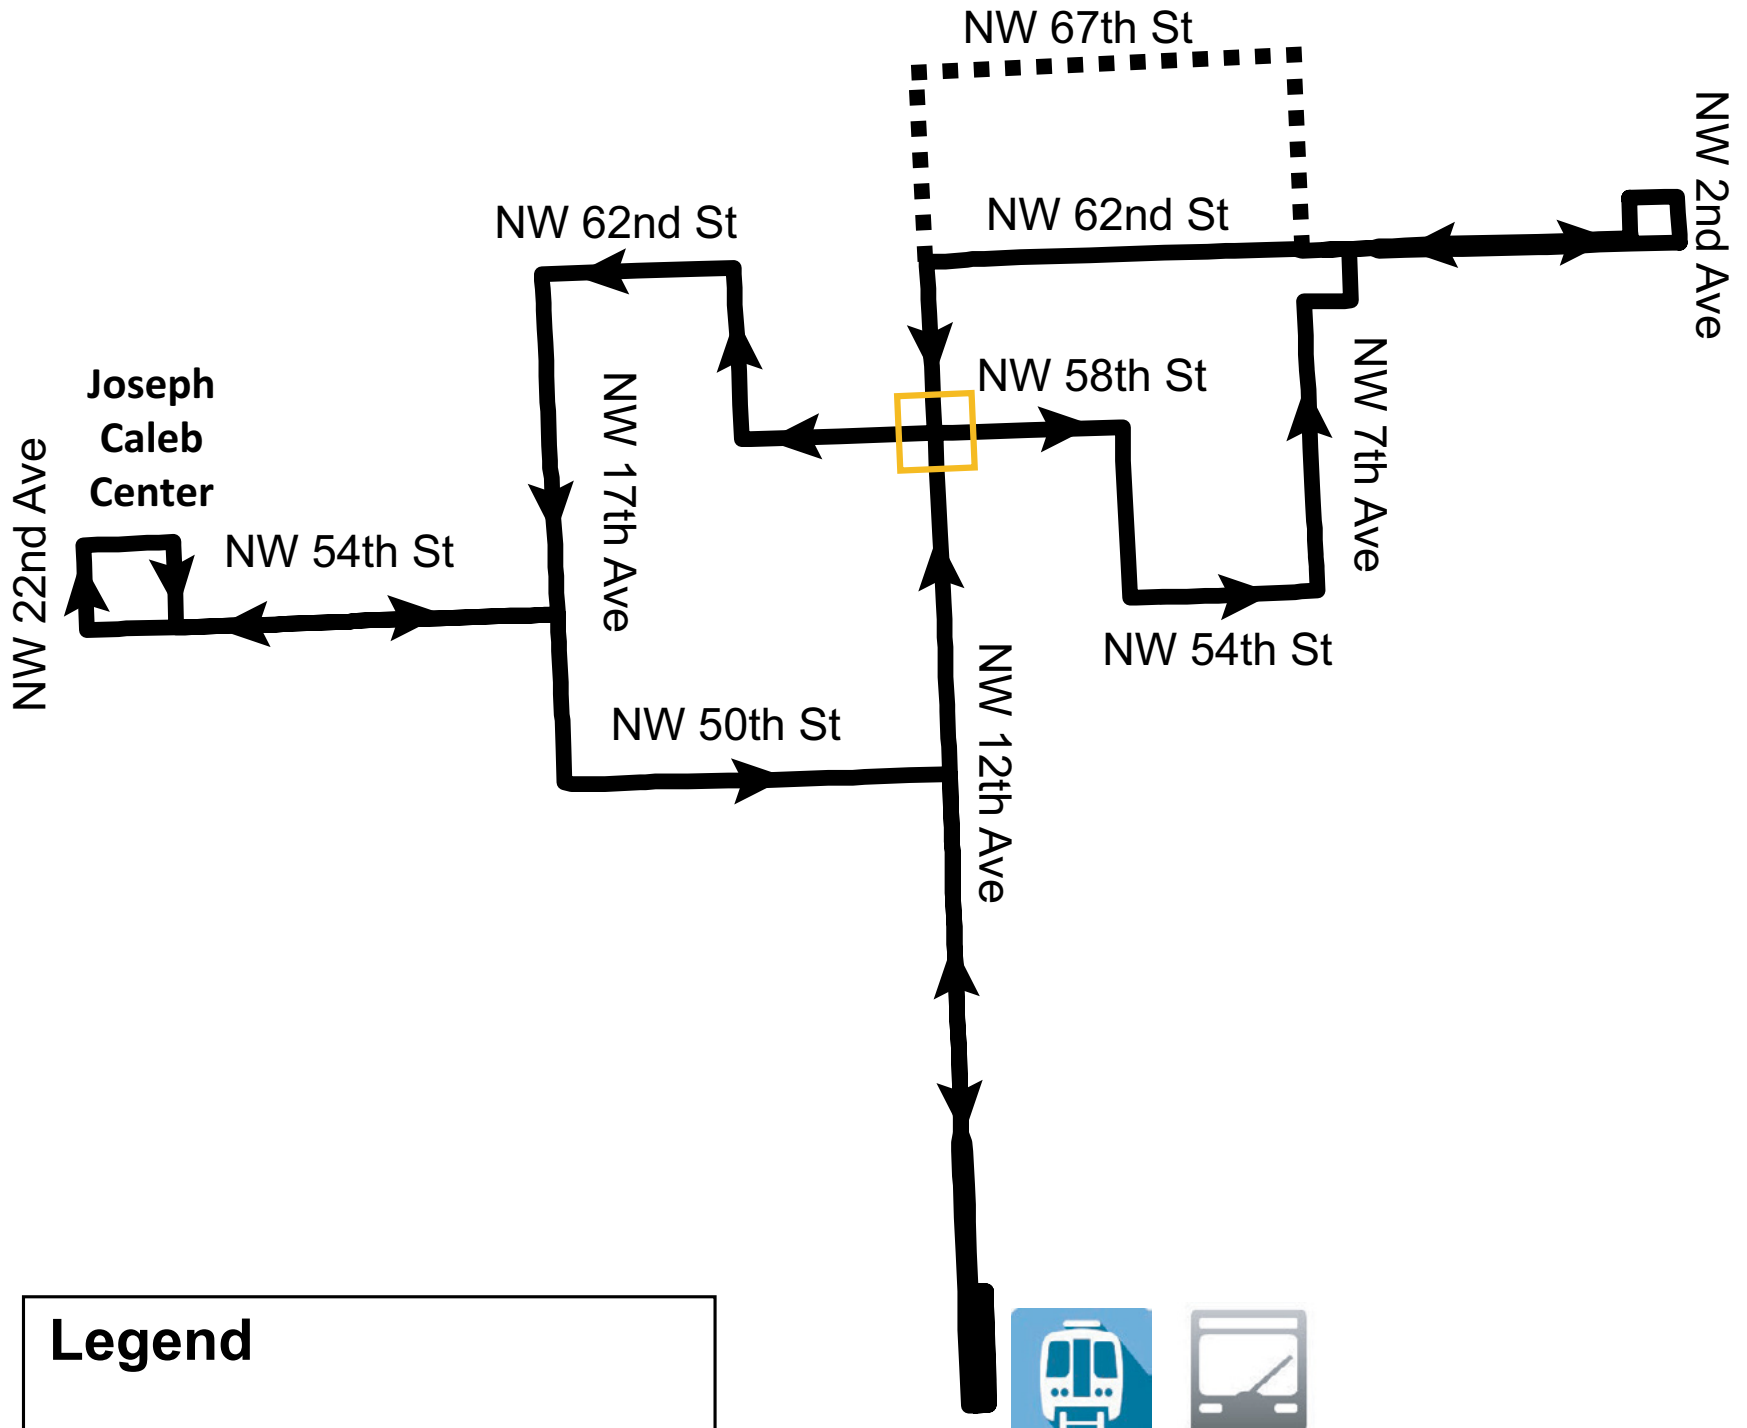 NW 67th St
NW 2nd Ave
NW 62nd St
NW 62nd St
NW 58th St
NW 7th Ave
Joseph
Caleb
Center
NW 22nd Ave
NW 17th Ave
NW 54th St
NW 54th St
NW 12th Ave
NW 50th St
Legend